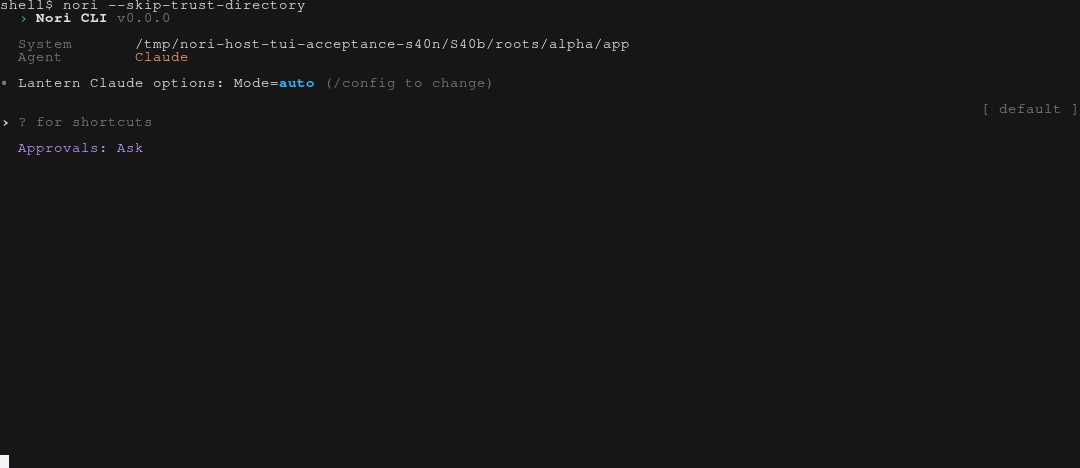 shell$ nori --skip-trust-directory
› Nori CLI v0.0.0
System /tmp/nori-host-tui-acceptance-s40n/S40b/roots/alpha/app
Agent Claude
• Lantern Claude options: Mode=auto (/config to change)
[ default ]
› ? for shortcuts
Approvals: Ask